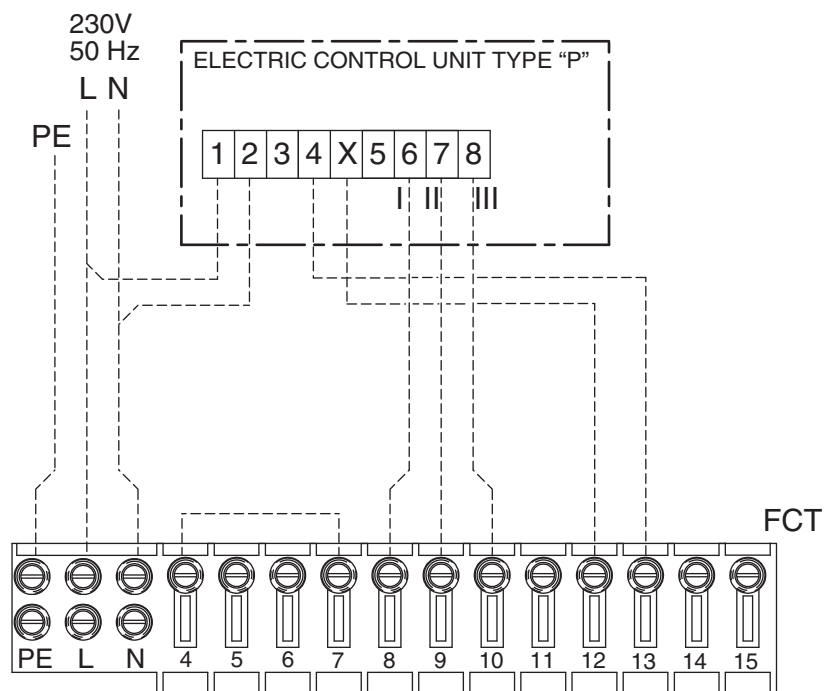 230V
50 Hz
L N
PE
ELECTRIC CONTROL UNIT TYPE “P”
1 2 3 4 X 5 6 7 8
I II III
FCT
PE L N 4 5 6 7 8 9 10 11 12 13 14 15